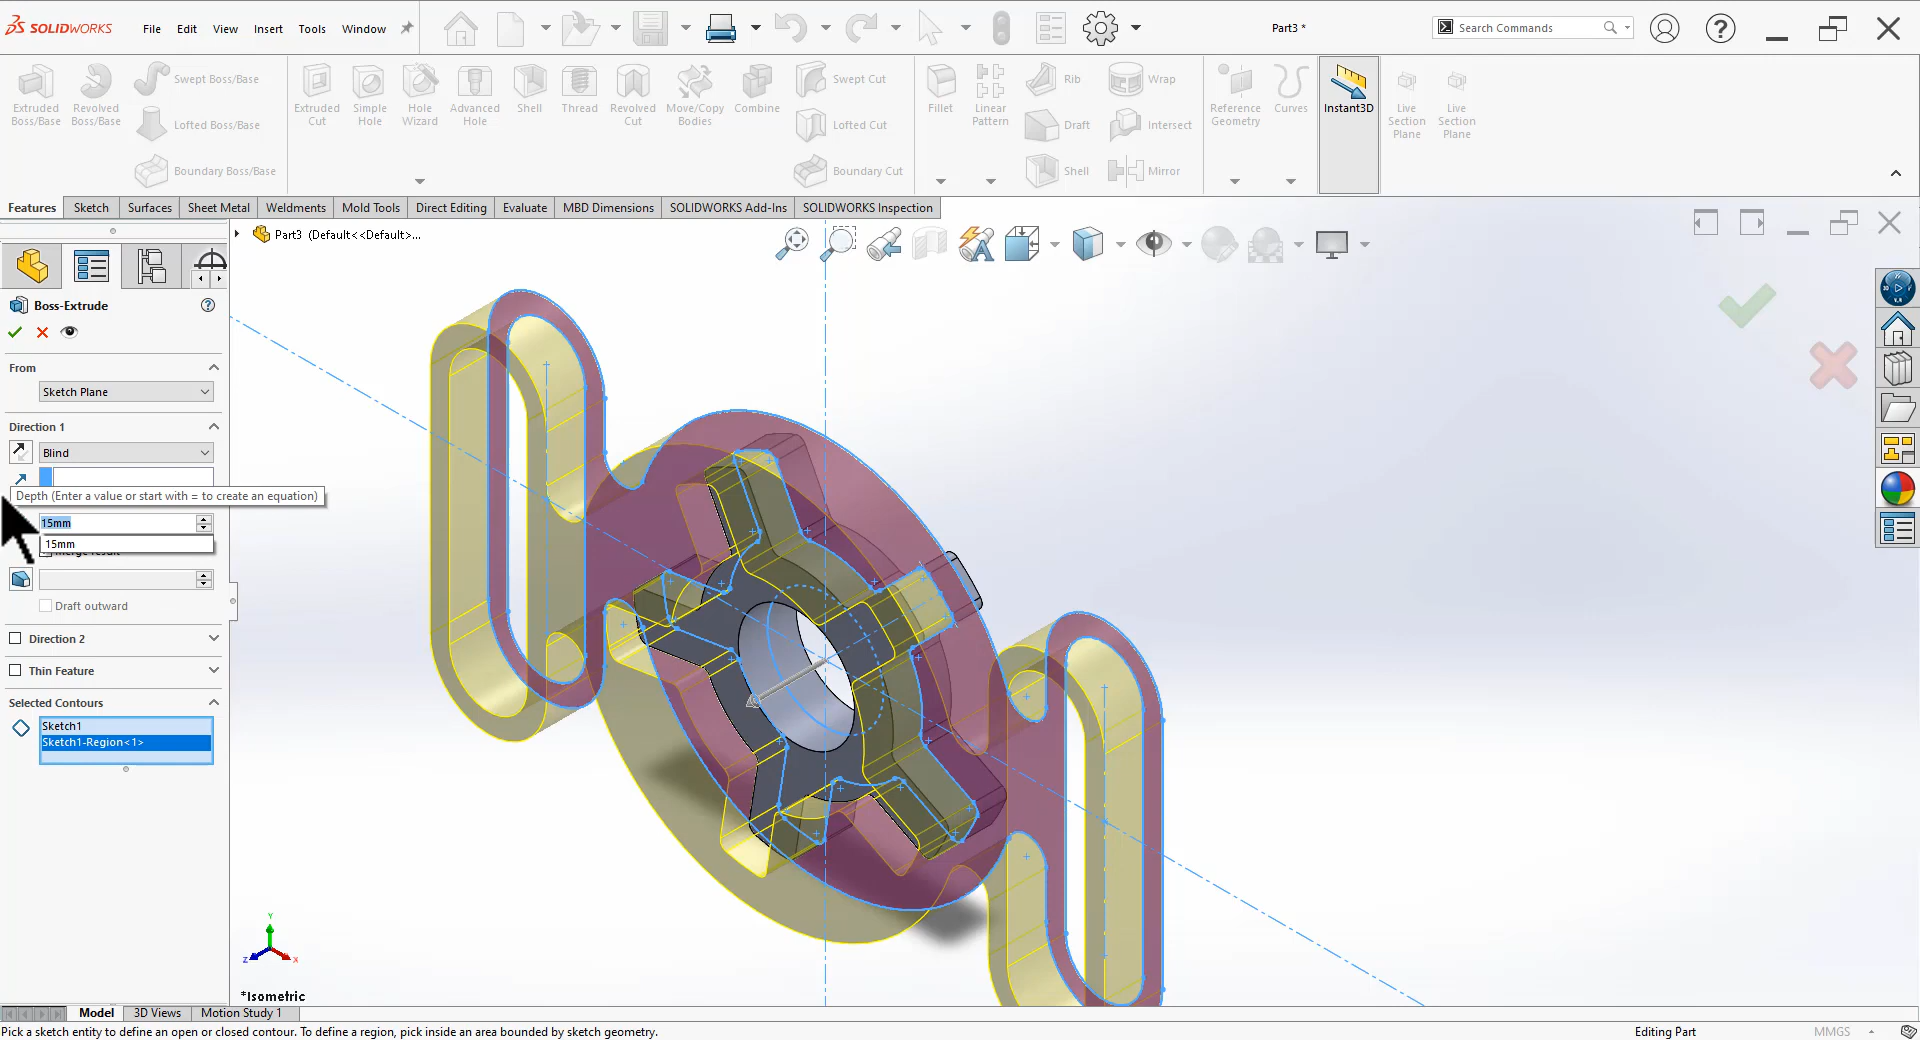 SOLIDWORKS
File Edit View Insert Tools Window
Part3 *
Search Commands
Extruded Boss/Base
Revolved Boss/Base
Swept Boss/Base
Lofted Boss/Base
Boundary Boss/Base
Extruded Cut
Simple Hole
Hole Wizard
Advanced Hole
Shell
Thread
Revolved Cut
Move/Copy Bodies
Combine
Swept Cut
Lofted Cut
Boundary Cut
Fillet
Linear Pattern
Rib
Draft
Shell
Wrap
Intersect
Mirror
Reference Geometry
Curves
Instant3D
Live Section Plane
Live Section Plane
Features Sketch Surfaces Sheet Metal Weldments Mold Tools Direct Editing Evaluate MBD Dimensions SOLIDWORKS Add-Ins SOLIDWORKS Inspection
Part3 (Default<<Default>...
Boss-Extrude
From
Sketch Plane
Direction 1
Blind
Depth (Enter a value or start with = to create an equation)
15mm
15mm
Draft outward
Direction 2
Thin Feature
Selected Contours
Sketch1
Sketch1-Region<1>
Y
Z
X
*Isometric
Model 3D Views Motion Study 1
Pick a sketch entity to define an open or closed contour. To define a region, pick inside an area bounded by sketch geometry.
Editing Part
MMGS